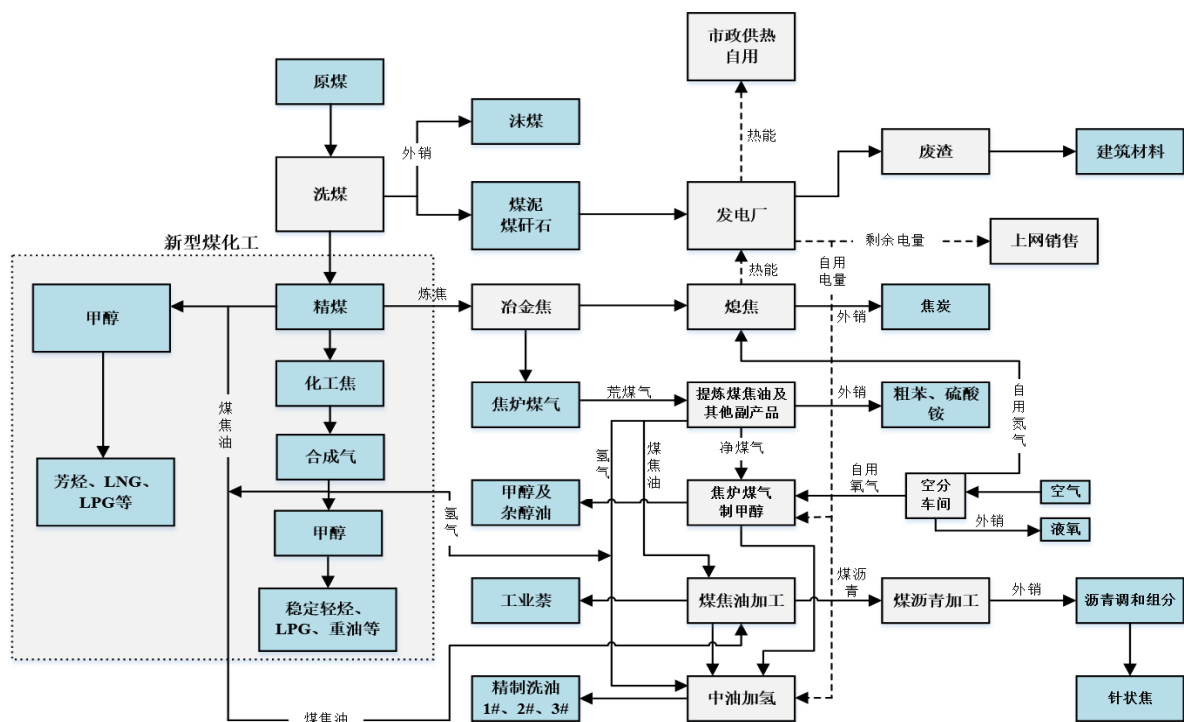 市政供热
自用
原煤
沫煤
外销
热能
废渣
建筑材料
洗煤
煤泥
煤矸石
发电厂
新型煤化工
剩余电量
上网销售
自用
电量
热能
甲醇
精煤
炼焦
冶金焦
熄焦
外销
焦炭
化工焦
焦炉煤气
荒煤气
提炼煤焦油及
其他副产品
外销
粗苯、硫酸
铵
自用氮气
煤焦油
合成气
氢气
煤焦油
净煤气
芳烃、LNG、
LPG等
甲醇及
杂醇油
焦炉煤气
制甲醇
自用
氧气
空分
车间
空气
外销
液氧
氢气
甲醇
工业萘
煤焦油加工
煤沥
青
煤沥青加工
外销
沥青调和组分
稳定轻烃、
LPG、重油等
精制洗油
1#、2#、3#
中油加氢
针状焦
煤焦油